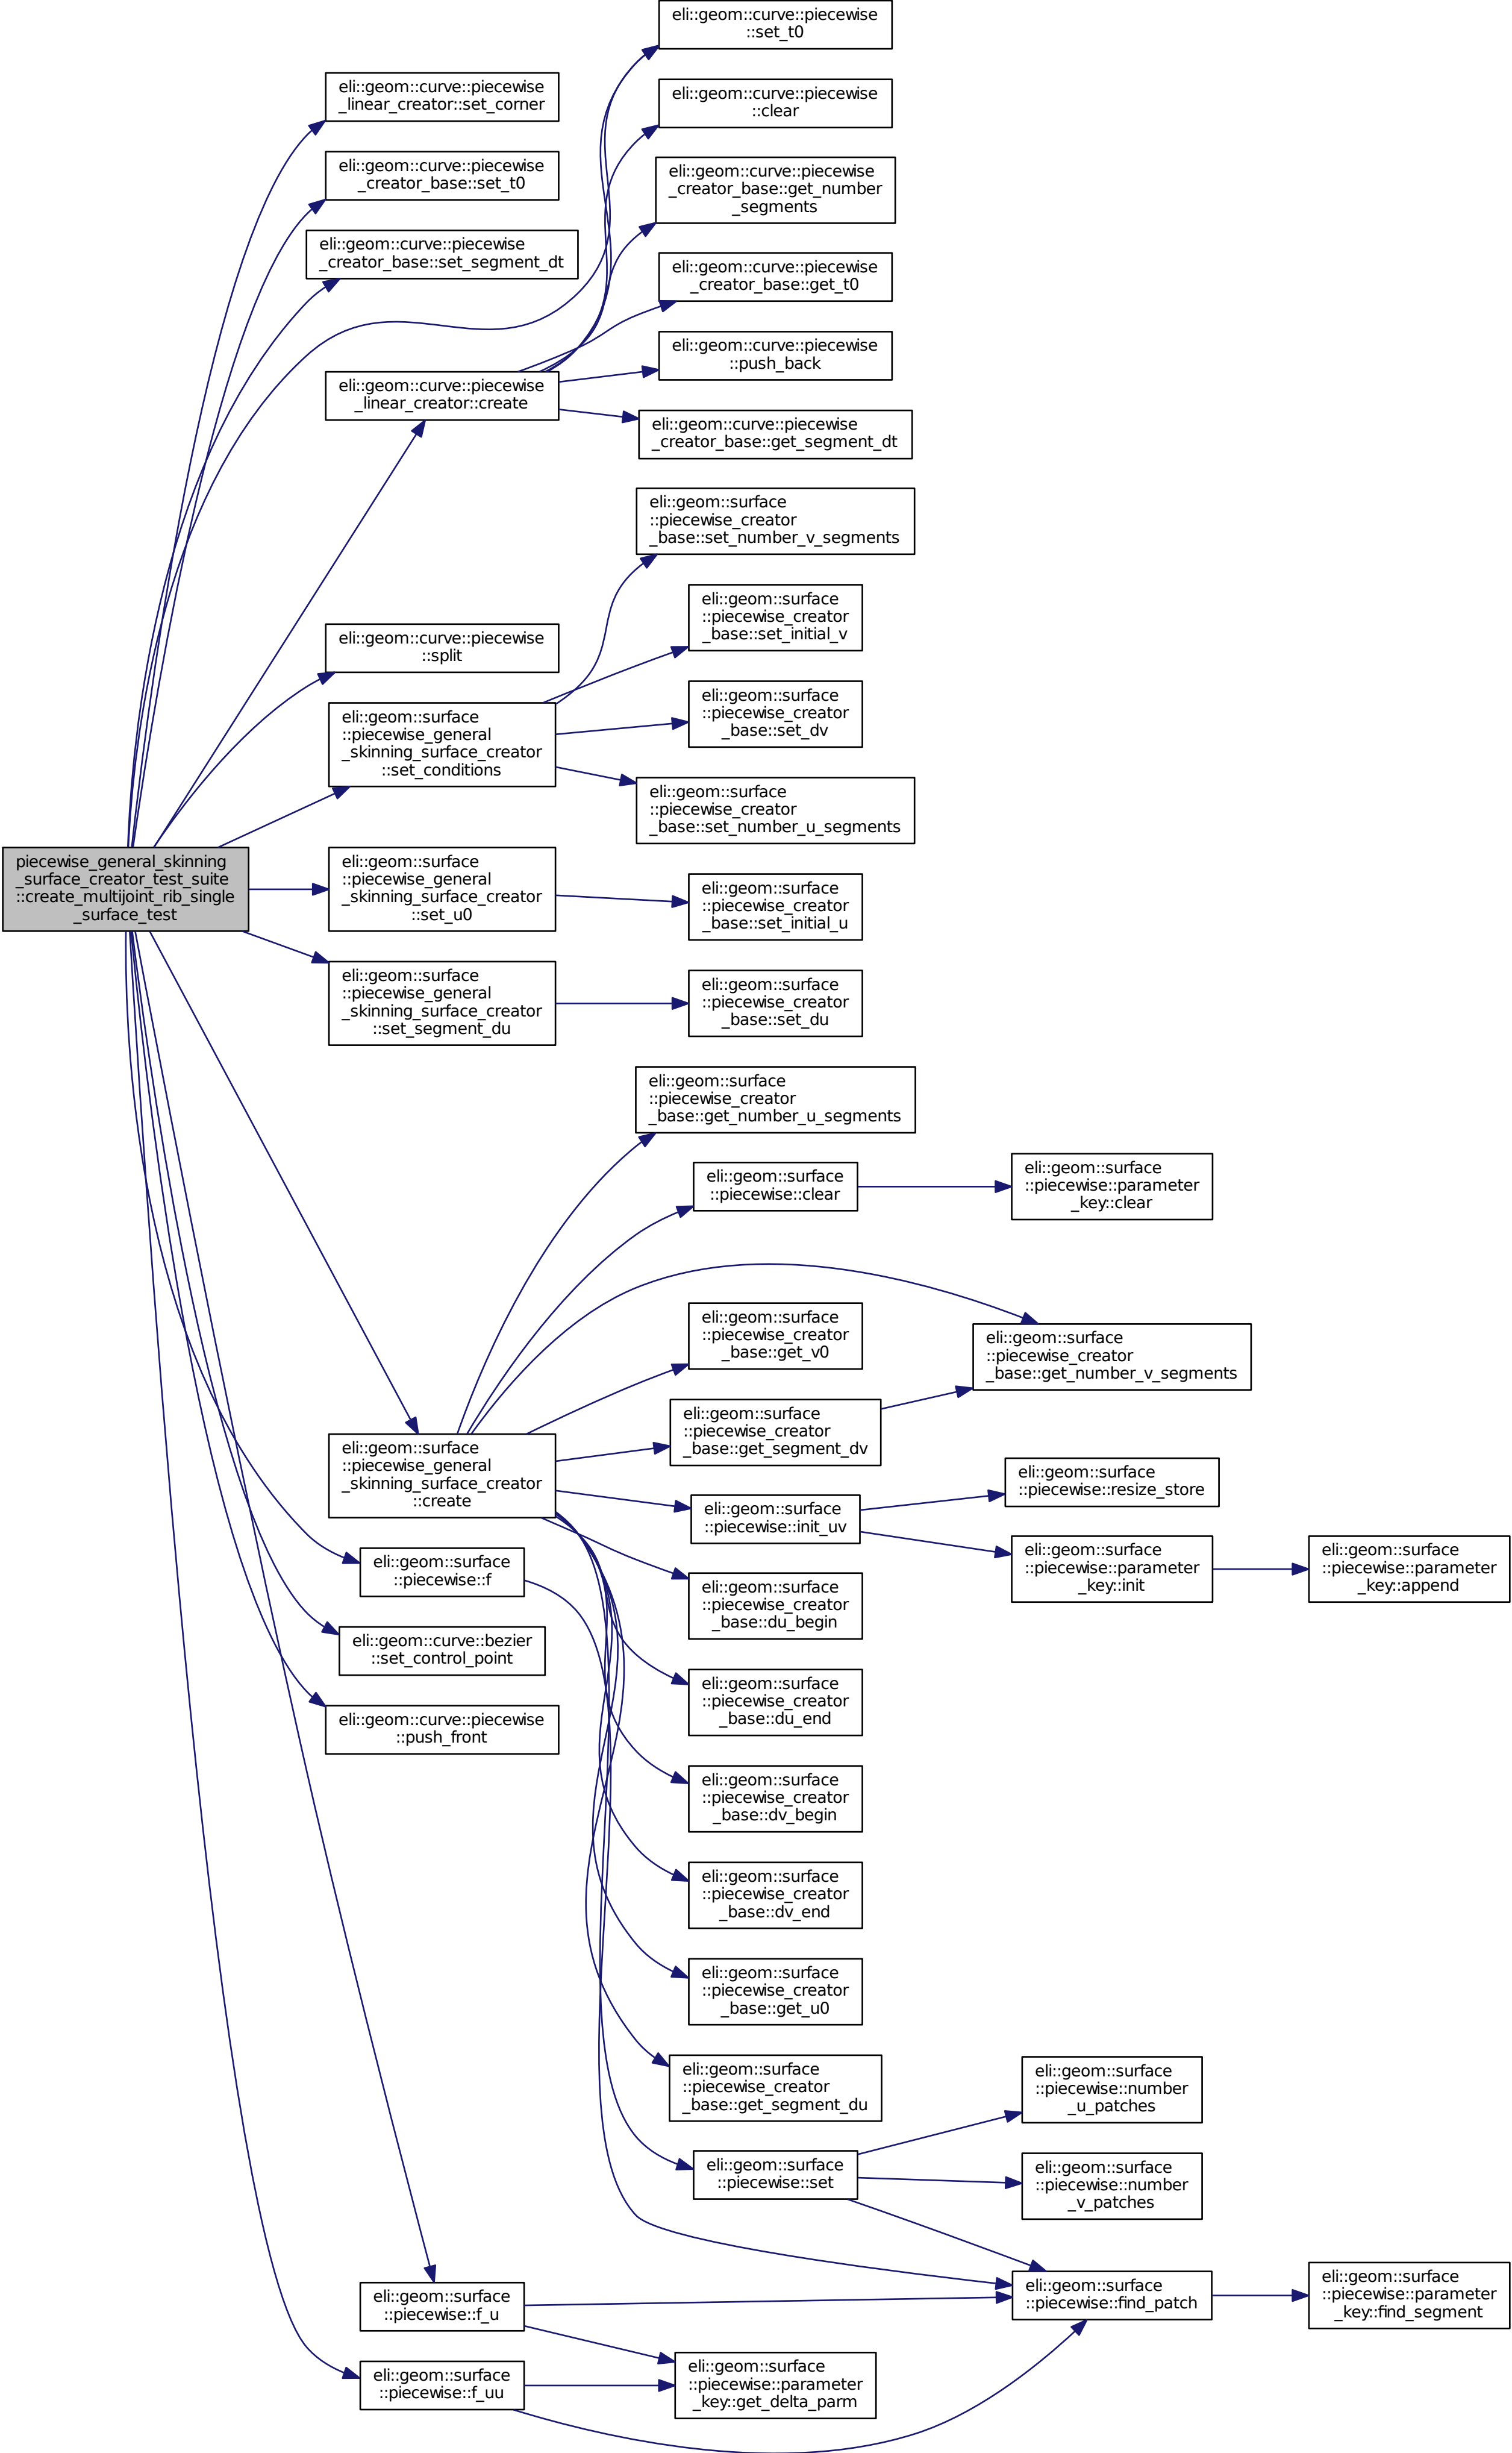 piecewise_general_skinning
_surface_creator_test_suite
::create_multijoint_rib_single
_surface_test
eli::geom::curve::piecewise
_linear_creator::set_corner
eli::geom::curve::piecewise
_creator_base::set_t0
eli::geom::curve::piecewise
_creator_base::set_segment_dt
eli::geom::curve::piecewise
_linear_creator::create
eli::geom::curve::piecewise
::split
eli::geom::surface
::piecewise_general
_skinning_surface_creator
::set_conditions
eli::geom::surface
::piecewise_general
_skinning_surface_creator
::set_u0
eli::geom::surface
::piecewise_general
_skinning_surface_creator
::set_segment_du
eli::geom::surface
::piecewise_general
_skinning_surface_creator
::create
eli::geom::surface
::piecewise::f
eli::geom::curve::bezier
::set_control_point
eli::geom::curve::piecewise
::push_front
eli::geom::surface
::piecewise::f_u
eli::geom::surface
::piecewise::f_uu
eli::geom::curve::piecewise
::set_t0
eli::geom::curve::piecewise
::clear
eli::geom::curve::piecewise
_creator_base::get_number
_segments
eli::geom::curve::piecewise
_creator_base::get_t0
eli::geom::curve::piecewise
::push_back
eli::geom::curve::piecewise
_creator_base::get_segment_dt
eli::geom::surface
::piecewise_creator
_base::set_number_v_segments
eli::geom::surface
::piecewise_creator
_base::set_initial_v
eli::geom::surface
::piecewise_creator
_base::set_dv
eli::geom::surface
::piecewise_creator
_base::set_number_u_segments
eli::geom::surface
::piecewise_creator
_base::set_initial_u
eli::geom::surface
::piecewise_creator
_base::set_du
eli::geom::surface
::piecewise_creator
_base::get_number_u_segments
eli::geom::surface
::piecewise::clear
eli::geom::surface
::piecewise_creator
_base::get_v0
eli::geom::surface
::piecewise_creator
_base::get_segment_dv
eli::geom::surface
::piecewise::init_uv
eli::geom::surface
::piecewise_creator
_base::du_begin
eli::geom::surface
::piecewise_creator
_base::du_end
eli::geom::surface
::piecewise_creator
_base::dv_begin
eli::geom::surface
::piecewise_creator
_base::dv_end
eli::geom::surface
::piecewise_creator
_base::get_u0
eli::geom::surface
::piecewise_creator
_base::get_segment_du
eli::geom::surface
::piecewise::set
eli::geom::surface
::piecewise::parameter
_key::get_delta_parm
eli::geom::surface
::piecewise::parameter
_key::clear
eli::geom::surface
::piecewise_creator
_base::get_number_v_segments
eli::geom::surface
::piecewise::resize_store
eli::geom::surface
::piecewise::parameter
_key::init
eli::geom::surface
::piecewise::number
_u_patches
eli::geom::surface
::piecewise::number
_v_patches
eli::geom::surface
::piecewise::find_patch
eli::geom::surface
::piecewise::parameter
_key::append
eli::geom::surface
::piecewise::parameter
_key::find_segment